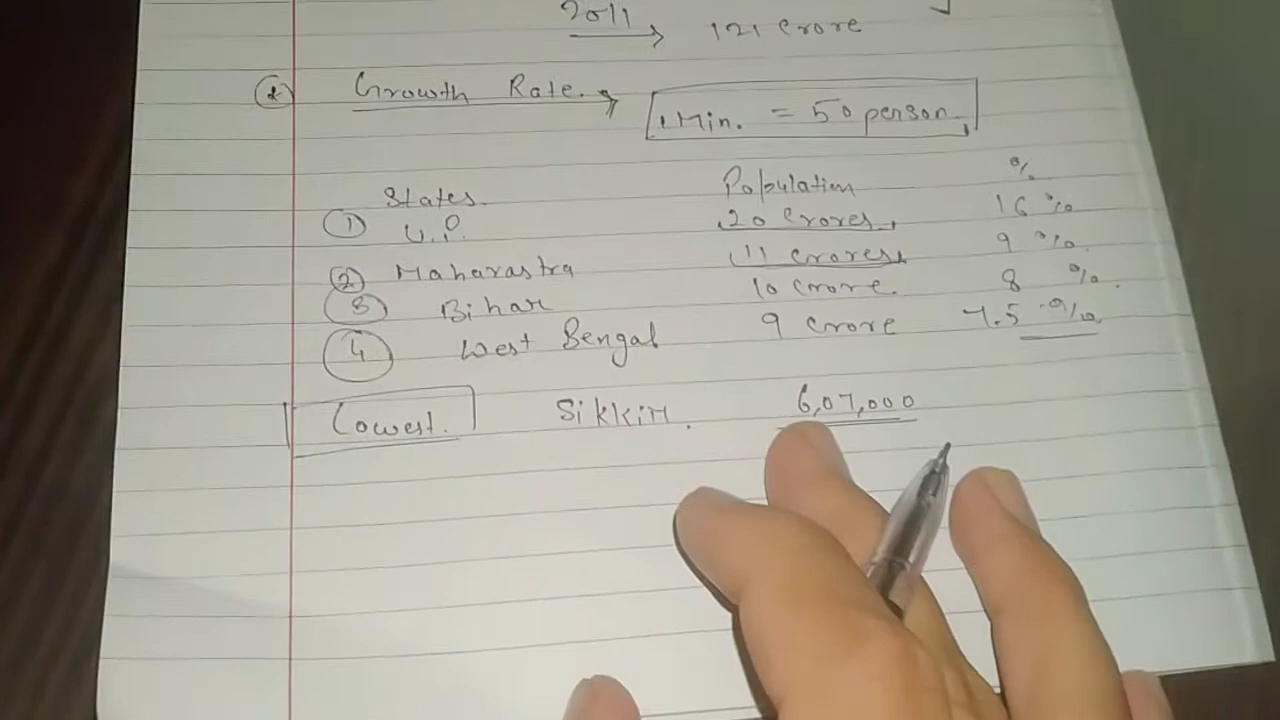 2011 → 121 Crore
* Growth Rate. → 1 Min. = 50 person
States. Population %
1 U.P. 20 Crores 16 %
2 Maharastra 11 crores 9 %
3 Bihar 10 crore. 8 %.
4 West Bengal 9 crore 7.5 %
Lowest. Sikkim. 6,07,000